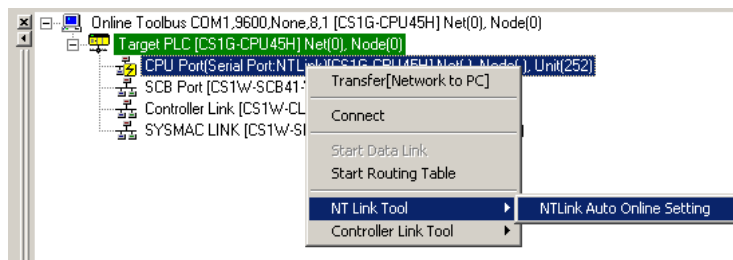 Online Toolbus COM1,9600,None,8,1 [CS1G-CPU45H] Net(0), Node(0)
Target PLC [CS1G-CPU45H] Net(0), Node(0)
CPU Port(Serial Port:NTLink)[CS1G-CPU45H] Net( ), Node( ), Unit(252)
SCB Port [CS1W-SCB41-
Controller Link [CS1W-CL
SYSMAC LINK [CS1W-S
Transfer[Network to PC]
Connect
Start Data Link
Start Routing Table
NT Link Tool
NTLink Auto Online Setting
Controller Link Tool